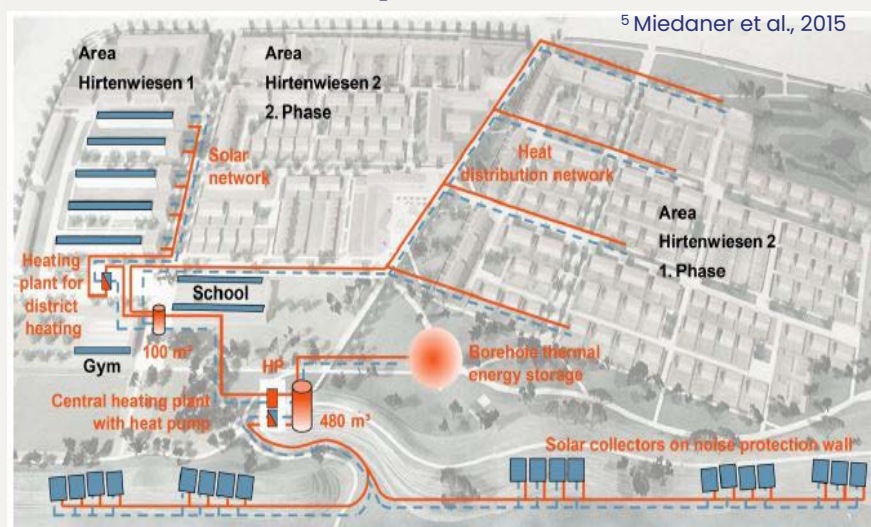 ⁵ Miedaner et al., 2015
Area
Hirtenwiesen 1
Area
Hirtenwiesen 2
2. Phase
Solar
network
Heat
distribution network
Area
Hirtenwiesen 2
1. Phase
Heating
plant for
district
heating
School
100 m³
Gym
HP
Borehole thermal
energy storage
Central heating plant
with heat pump
480 m³
Solar collectors on noise protection wall